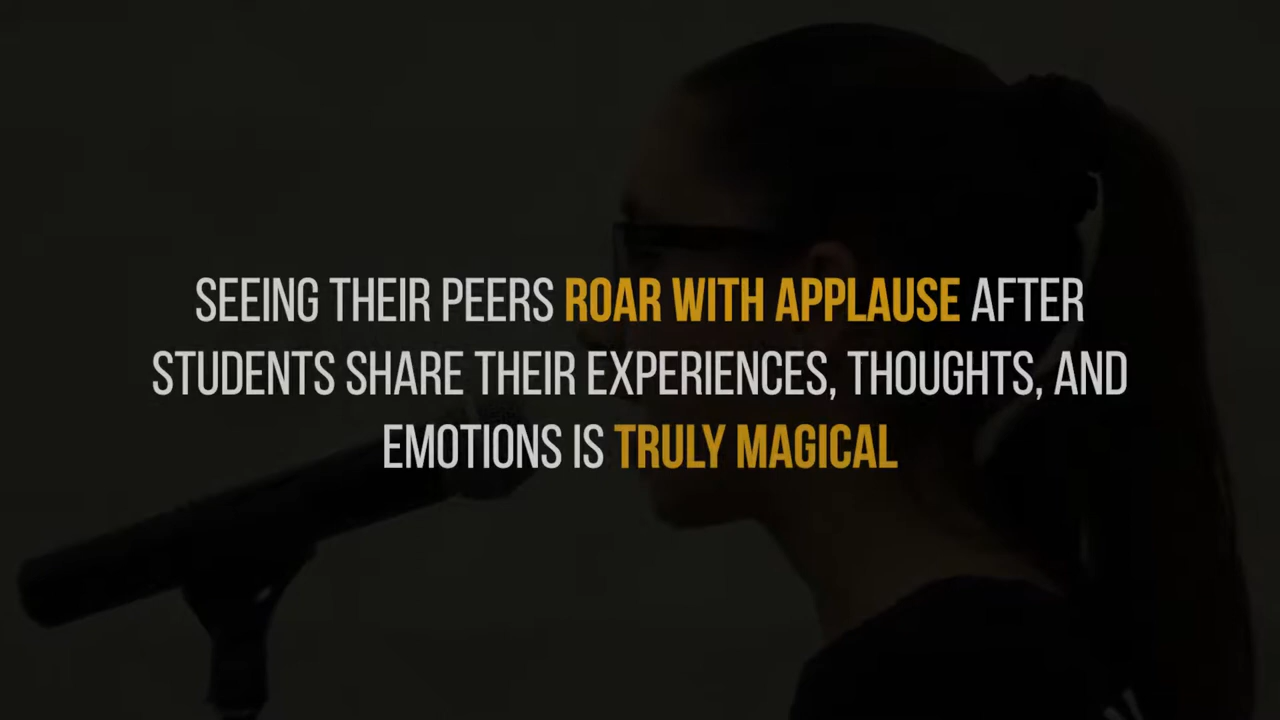 SEEING THEIR PEERS ROAR WITH APPLAUSE AFTER
STUDENTS SHARE THEIR EXPERIENCES, THOUGHTS, AND
EMOTIONS IS TRULY MAGICAL